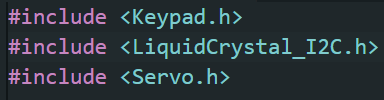 #include <Keypad.h>
#include <LiquidCrystal_I2C.h>
#include <Servo.h>